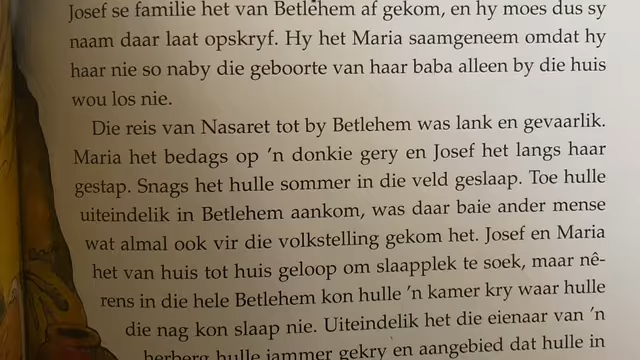 Josef se familie het van Betlehem af gekom, en hy moes dus sy
naam daar laat opskryf. Hy het Maria saamgeneem omdat hy
haar nie so naby die geboorte van haar baba alleen by die huis
wou los nie.
Die reis van Nasaret tot by Betlehem was lank en gevaarlik.
Maria het bedags op ’n donkie gery en Josef het langs haar
gestap. Snags het hulle sommer in die veld geslaap. Toe hulle
uiteindelik in Betlehem aankom, was daar baie ander mense
wat almal ook vir die volkstelling gekom het. Josef en Maria
het van huis tot huis geloop om slaapplek te soek, maar nê-
rens in die hele Betlehem kon hulle ’n kamer kry waar hulle
die nag kon slaap nie. Uiteindelik het die eienaar van ’n
herberg hulle jammer gekry en aangebied dat hulle in